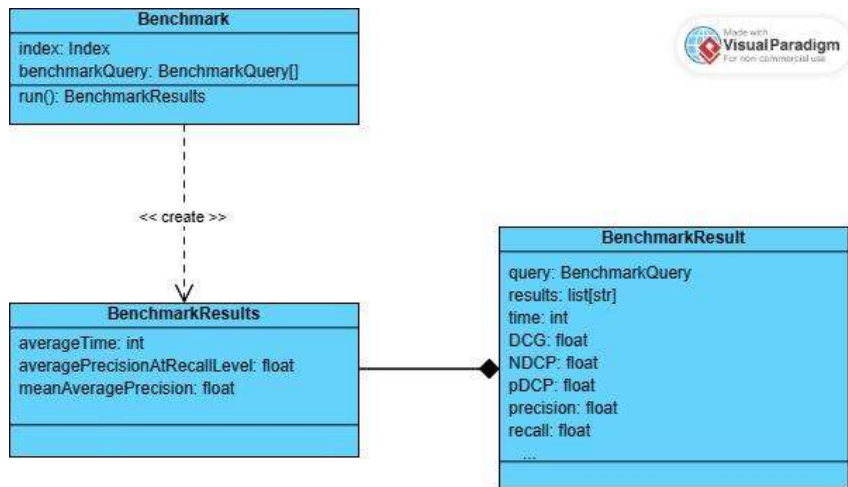 Benchmark
index: Index
benchmarkQuery: BenchmarkQuery[]
run(): BenchmarkResults
Made with
Visual Paradigm
For non-commercial use
<< create >>
BenchmarkResults
averageTime: int
averagePrecisionAtRecallLevel: float
meanAveragePrecision: float
BenchmarkResult
query: BenchmarkQuery
results: list[str]
time: int
DCG: float
NDCP: float
pDCP: float
precision: float
recall: float
...